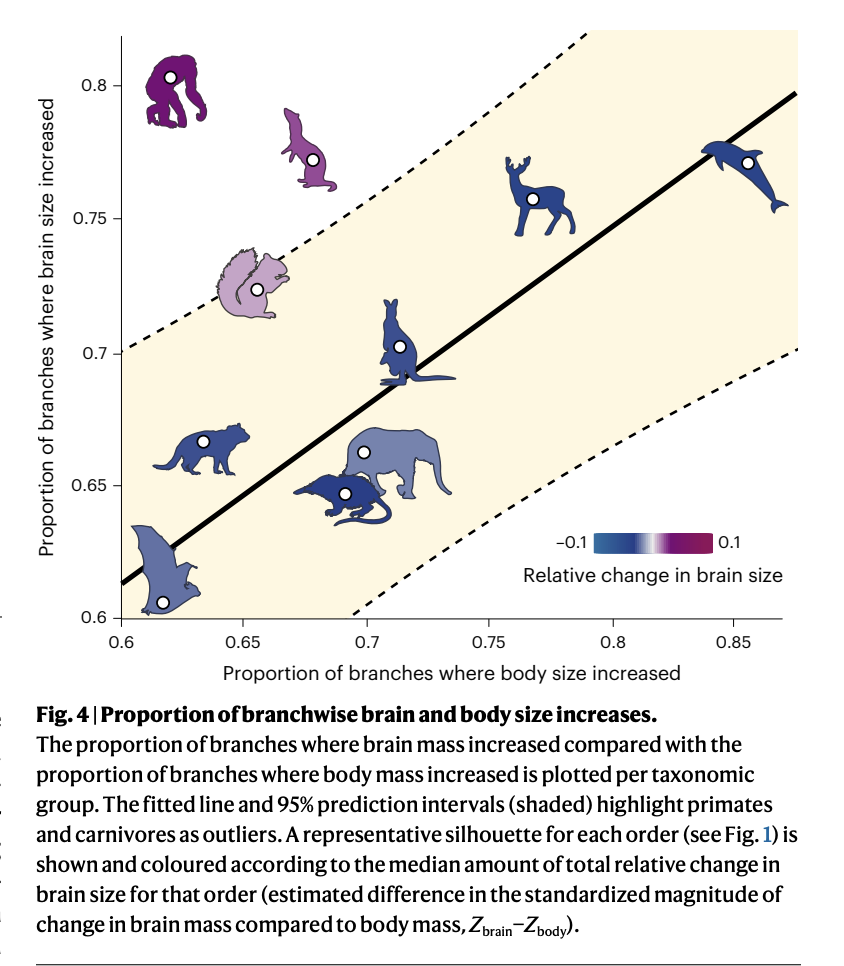 Proportion of branches where brain size increased
0.8
0.75
0.7
0.65
0.6
–0.1 0.1
Relative change in brain size
0.6 0.65 0.7 0.75 0.8 0.85
Proportion of branches where body size increased
Fig. 4 | Proportion of branchwise brain and body size increases.
The proportion of branches where brain mass increased compared with the
proportion of branches where body mass increased is plotted per taxonomic
group. The fitted line and 95% prediction intervals (shaded) highlight primates
and carnivores as outliers. A representative silhouette for each order (see Fig. 1) is
shown and coloured according to the median amount of total relative change in
brain size for that order (estimated difference in the standardized magnitude of
change in brain mass compared to body mass, Zbrain–Zbody).